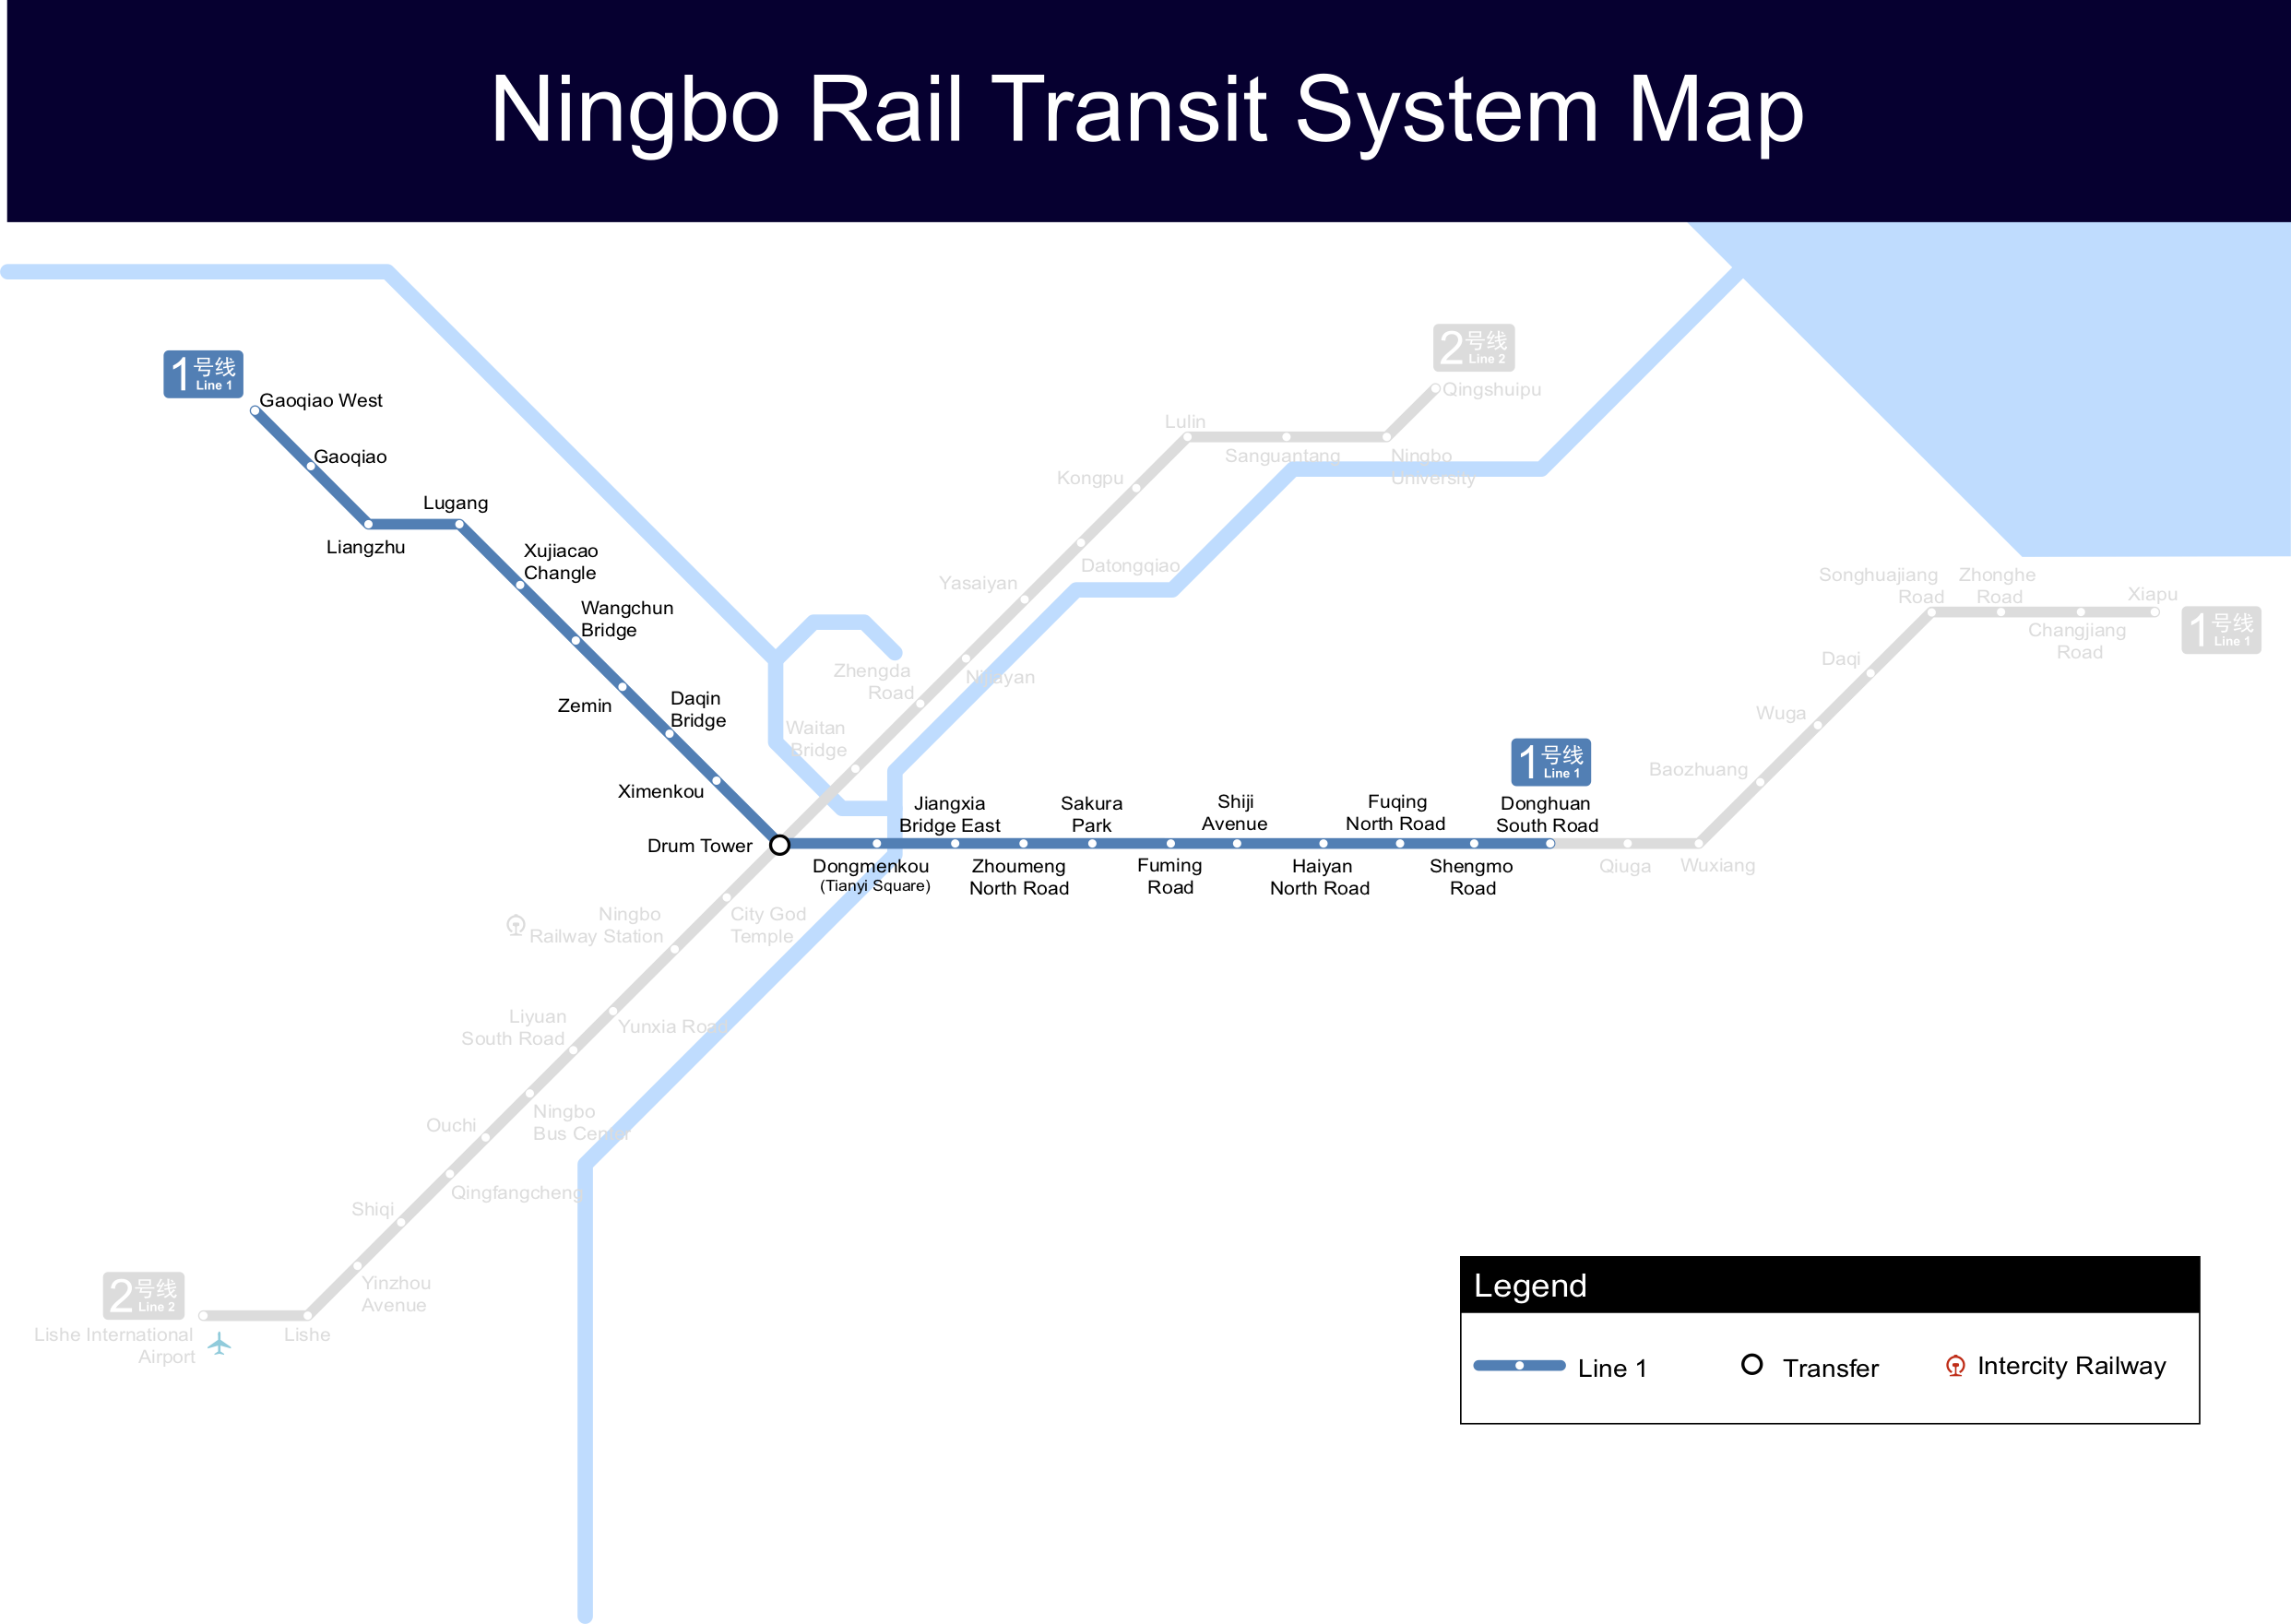 Ningbo Rail Transit System Map
1号线
Line 1
Gaoqiao West
Gaoqiao
Liangzhu
Lugang
Xujiacao
Changle
Wangchun
Bridge
Zemin
Daqin
Bridge
Ximenkou
Drum Tower
Dongmenkou
(Tianyi Square)
Jiangxia
Bridge East
Zhoumeng
North Road
Sakura
Park
Fuming
Road
Shiji
Avenue
Haiyan
North Road
Fuqing
North Road
Shengmo
Road
1号线
Line 1
Donghuan
South Road
Qiuga
Wuxiang
Baozhuang
Wuga
Daqi
Songhuajiang
Road
Zhonghe
Road
Changjiang
Road
Xiapu
1号线
Line 1
2号线
Line 2
Qingshuipu
Ningbo
University
Sanguantang
Lulin
Kongpu
Datongqiao
Yasaiyan
Nijiayan
Zhengda
Road
Waitan
Bridge
City God
Temple
Ningbo
Railway Station
Yunxia Road
Liyuan
South Road
Ningbo
Bus Center
Ouchi
Qingfangcheng
Shiqi
Yinzhou
Avenue
Lishe
2号线
Line 2
Lishe International
Airport
Legend
Line 1
Transfer
Intercity Railway